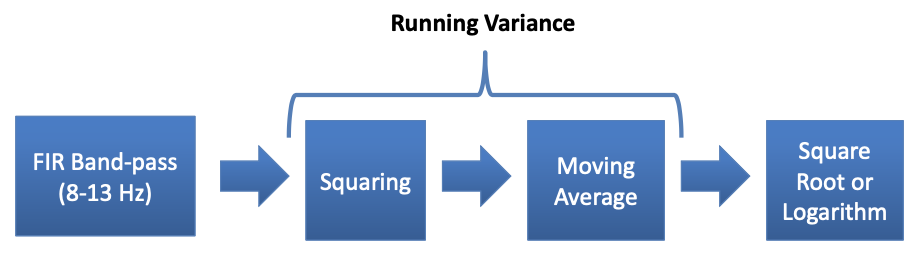 Running Variance
FIR Band-pass
(8-13 Hz)
Squaring
Moving
Average
Square
Root or
Logarithm